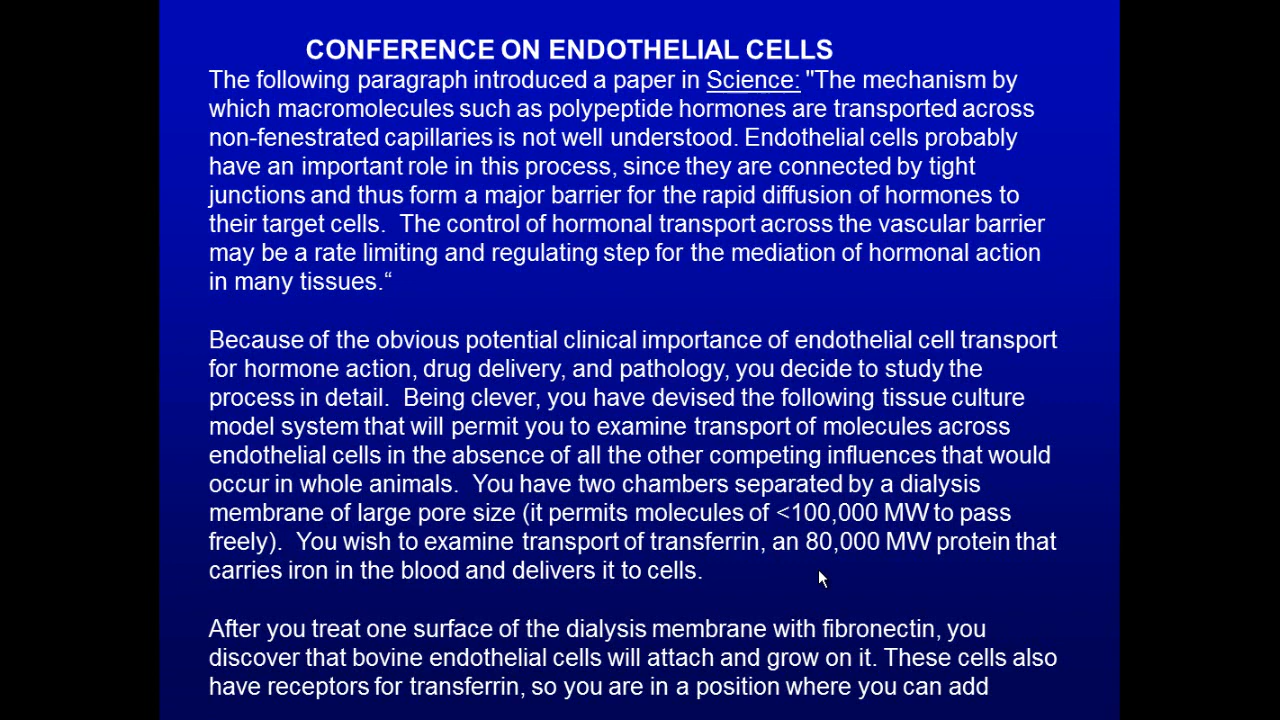 CONFERENCE ON ENDOTHELIAL CELLS
The following paragraph introduced a paper in Science: "The mechanism by
which macromolecules such as polypeptide hormones are transported across
non-fenestrated capillaries is not well understood. Endothelial cells probably
have an important role in this process, since they are connected by tight
junctions and thus form a major barrier for the rapid diffusion of hormones to
their target cells.  The control of hormonal transport across the vascular barrier
may be a rate limiting and regulating step for the mediation of hormonal action
in many tissues.“
Because of the obvious potential clinical importance of endothelial cell transport
for hormone action, drug delivery, and pathology, you decide to study the
process in detail.  Being clever, you have devised the following tissue culture
model system that will permit you to examine transport of molecules across
endothelial cells in the absence of all the other competing influences that would
occur in whole animals.  You have two chambers separated by a dialysis
membrane of large pore size (it permits molecules of <100,000 MW to pass
freely).  You wish to examine transport of transferrin, an 80,000 MW protein that
carries iron in the blood and delivers it to cells.
After you treat one surface of the dialysis membrane with fibronectin, you
discover that bovine endothelial cells will attach and grow on it. These cells also
have receptors for transferrin, so you are in a position where you can add